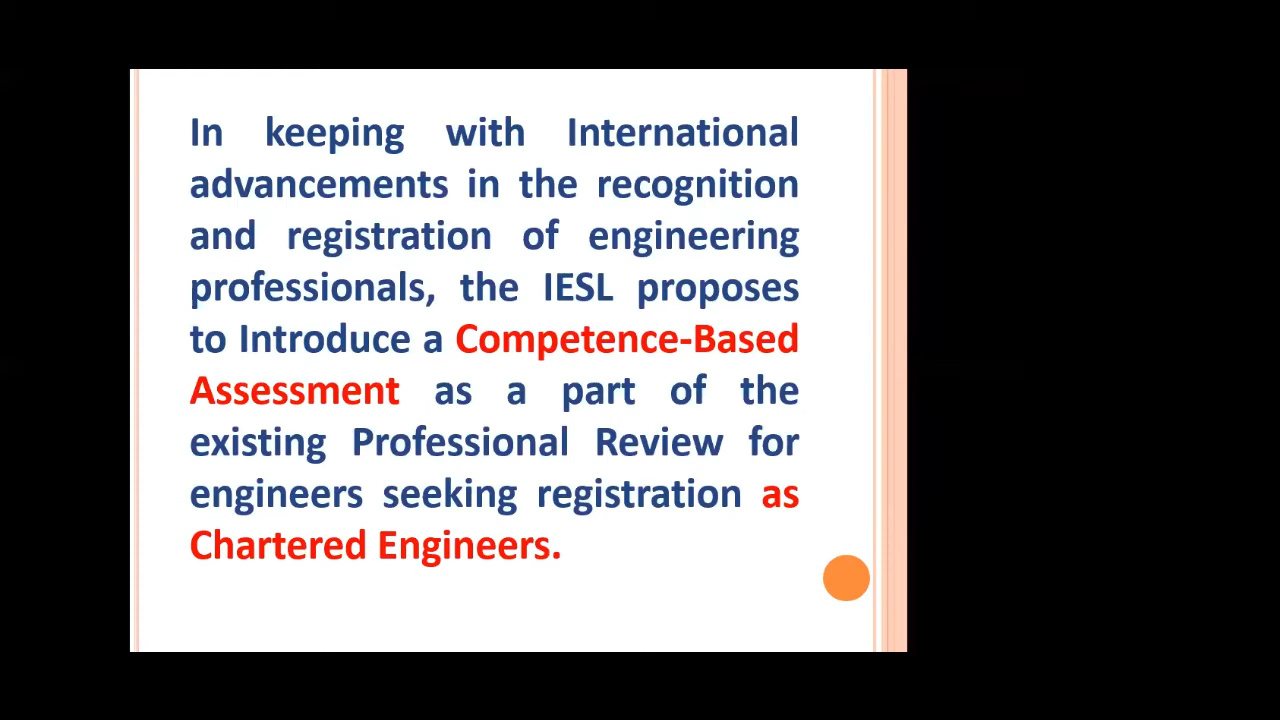 In keeping with International
advancements in the recognition
and registration of engineering
professionals, the IESL proposes
to Introduce a Competence-Based
Assessment as a part of the
existing Professional Review for
engineers seeking registration as
Chartered Engineers.